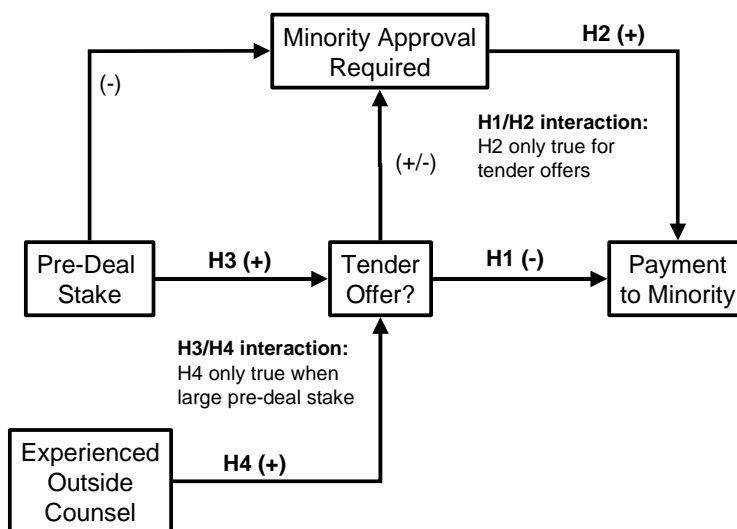 Minority Approval
Required
H2 (+)
(-)
H1/H2 interaction:
H2 only true for
tender offers
(+/-)
Pre-Deal
Stake
H3 (+)
Tender
Offer?
H1 (-)
Payment
to Minority
H3/H4 interaction:
H4 only true when
large pre-deal stake
Experienced
Outside
Counsel
H4 (+)